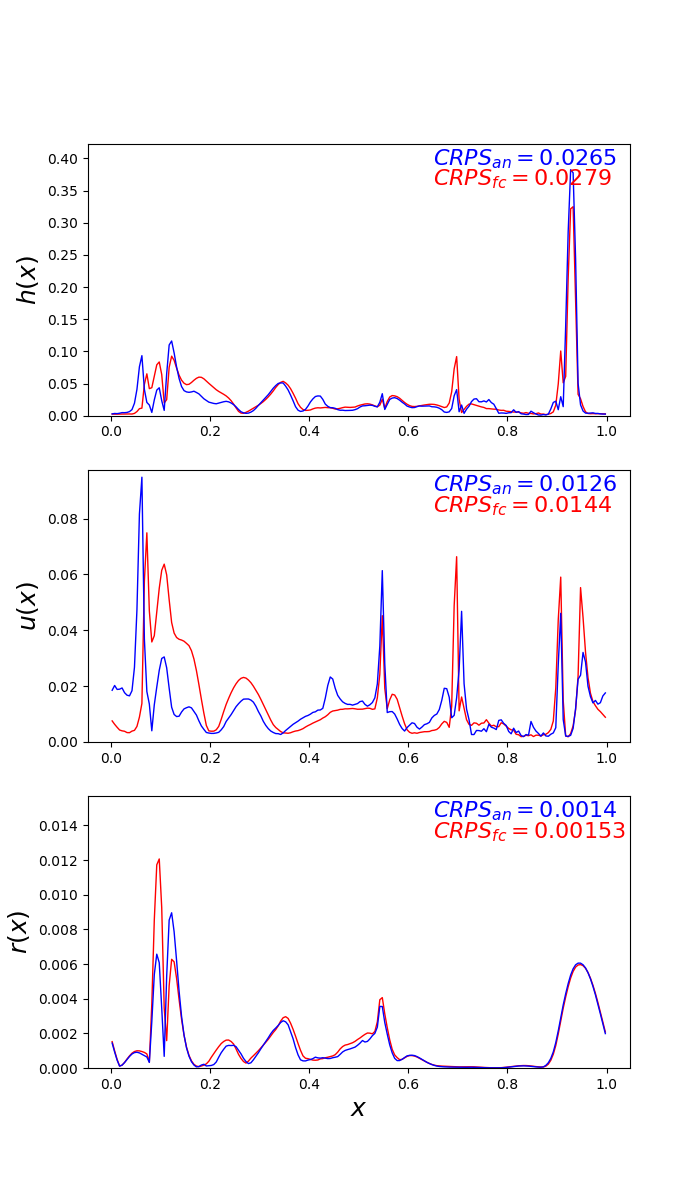 CRPS_an = 0.0265
CRPS_fc = 0.0279
h(x)
0.40
0.35
0.30
0.25
0.20
0.15
0.10
0.05
0.00
0.0 0.2 0.4 0.6 0.8 1.0
CRPS_an = 0.0126
CRPS_fc = 0.0144
u(x)
0.08
0.06
0.04
0.02
0.00
0.0 0.2 0.4 0.6 0.8 1.0
CRPS_an = 0.0014
CRPS_fc = 0.00153
r(x)
0.014
0.012
0.010
0.008
0.006
0.004
0.002
0.000
0.0 0.2 0.4 0.6 0.8 1.0
x